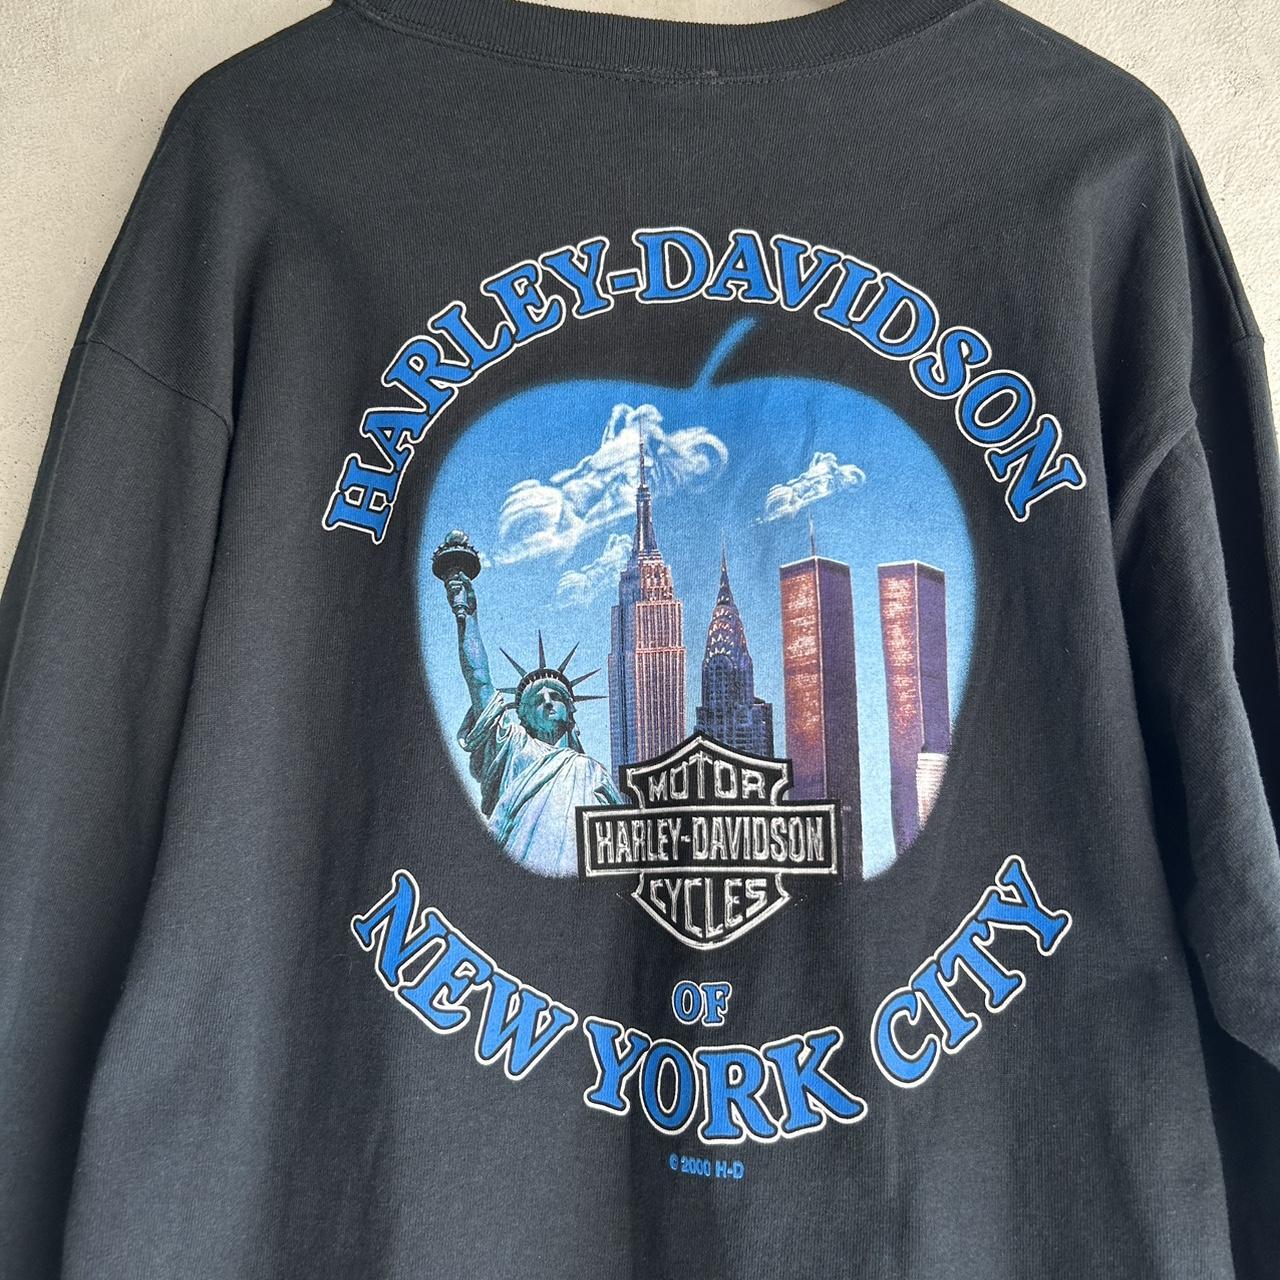 HARLEY-DAVIDSON
MOTOR
HARLEY-DAVIDSON
CYCLES
OF
NEW YORK CITY
© 2000 H-D